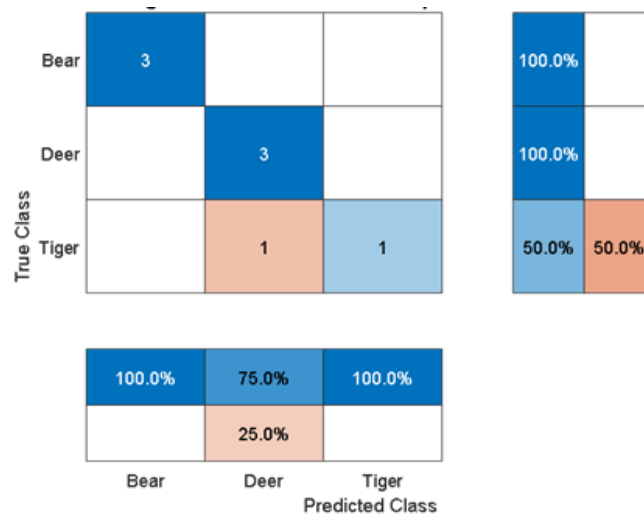 Bear 3 100.0%
Deer 3 100.0%
Tiger 1 1 50.0% 50.0%
True Class
100.0% 75.0% 100.0%
25.0%
Bear Deer Tiger
Predicted Class